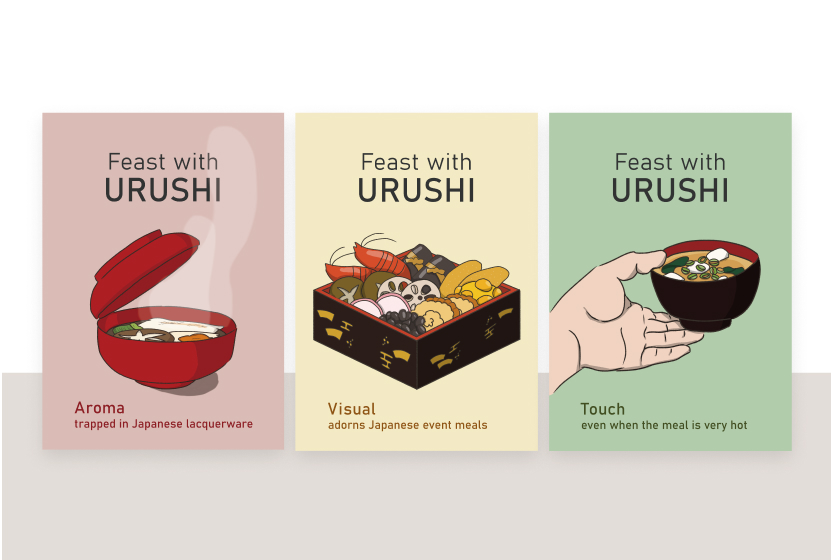 Feast with
URUSHI
Aroma
trapped in Japanese lacquerware
Feast with
URUSHI
Visual
adorns Japanese event meals
Feast with
URUSHI
Touch
even when the meal is very hot